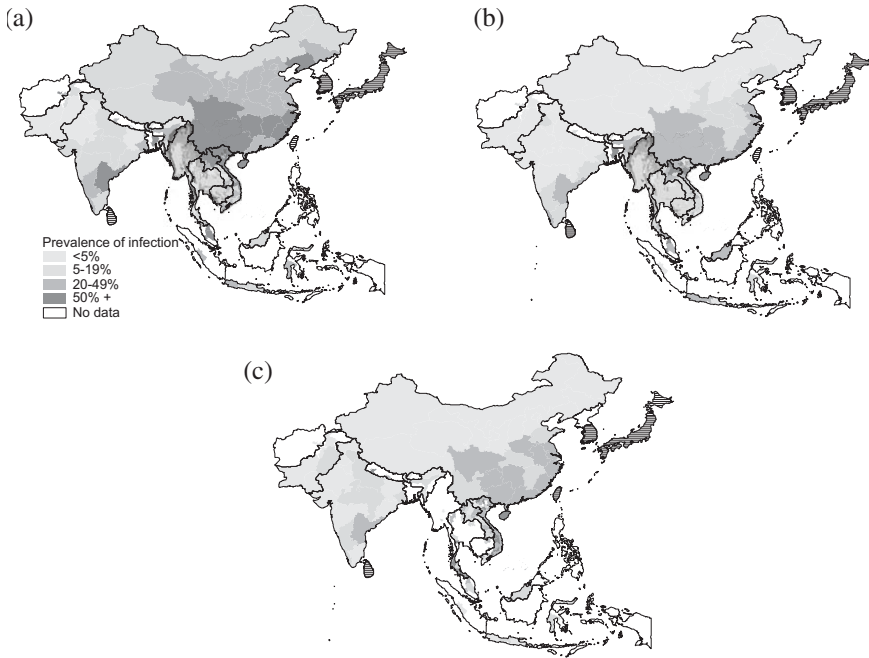 (a)
(b)
Prevalence of infection
<5%
5-19%
20-49%
50% +
No data
(c)